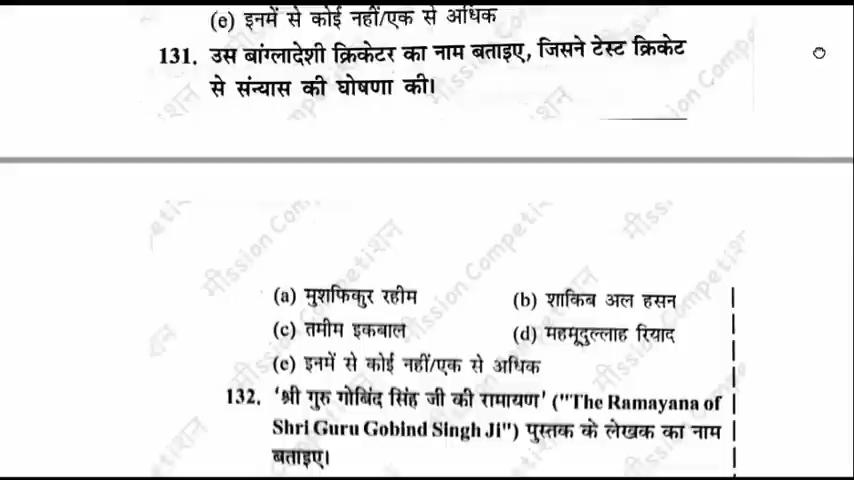 (e) इनमें से कोई नहीं/एक से अधिक
131. उस बांग्लादेशी क्रिकेटर का नाम बताइए, जिसने टेस्ट क्रिकेट
से संन्यास की घोषणा की।
(a) मुशफिकुर रहीम (b) शाकिब अल हसन
(c) तमीम इकबाल (d) महमूदुल्लाह रियाद
(e) इनमें से कोई नहीं/एक से अधिक
132. 'श्री गुरु गोबिंद सिंह जी की रामायण' ("The Ramayana of
Shri Guru Gobind Singh Ji") पुस्तक के लेखक का नाम
बताइए।